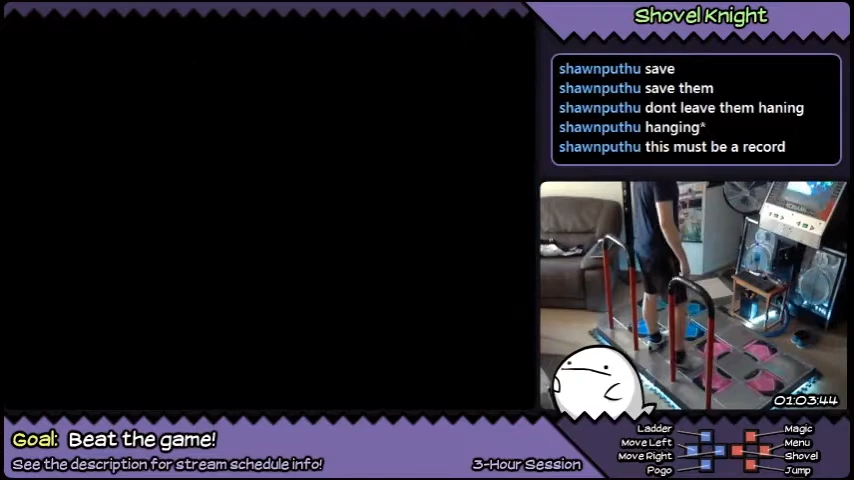 Shovel Knight
shawnputhu save
shawnputhu save them
shawnputhu dont leave them haning
shawnputhu hanging*
shawnputhu this must be a record
01:03:44
Goal: Beat the game!
See the description for stream schedule info!
3-Hour Session
Ladder
Move Left
Move Right
Pogo
Magic
Menu
Shovel
Jump